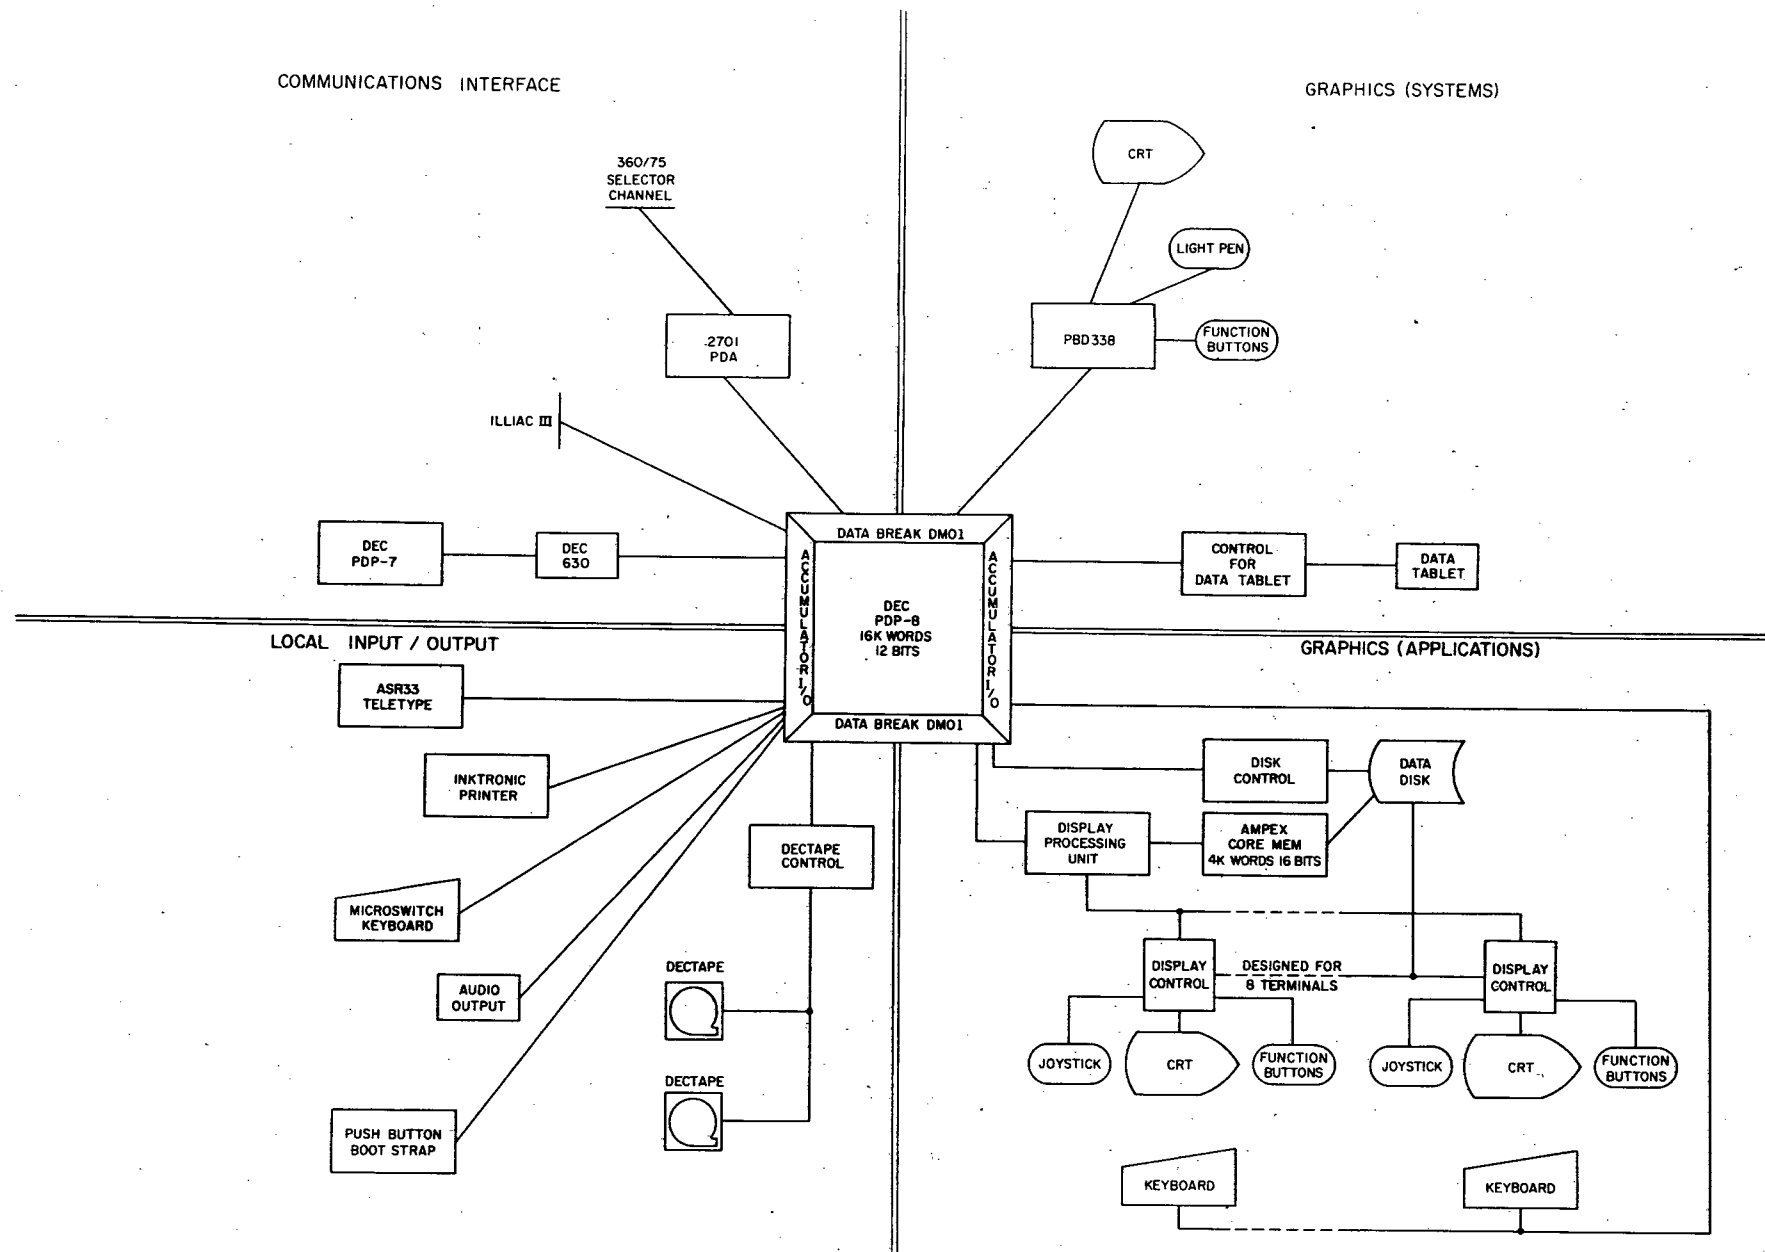 COMMUNICATIONS INTERFACE
GRAPHICS (SYSTEMS)
360/75
SELECTOR
CHANNEL
CRT
LIGHT PEN
2701
PDA
PBD338
FUNCTION
BUTTONS
ILLIAC III
DEC
PDP-7
DEC
630
DATA BREAK DM01
ACCUMULATOR I/O
DEC
PDP-8
16K WORDS
12 BITS
ACCUMULATOR I/O
DATA BREAK DM01
CONTROL
FOR
DATA TABLET
DATA
TABLET
LOCAL INPUT / OUTPUT
ASR33
TELETYPE
INKTRONIC
PRINTER
MICROSWITCH
KEYBOARD
AUDIO
OUTPUT
PUSH BUTTON
BOOT STRAP
DECTAPE
CONTROL
DECTAPE
DECTAPE
GRAPHICS (APPLICATIONS)
DISK
CONTROL
DATA
DISK
DISPLAY
PROCESSING
UNIT
AMPEX
CORE MEM
4K WORDS 16 BITS
DISPLAY
CONTROL
DESIGNED FOR
8 TERMINALS
DISPLAY
CONTROL
JOYSTICK
CRT
FUNCTION
BUTTONS
JOYSTICK
CRT
FUNCTION
BUTTONS
KEYBOARD
KEYBOARD